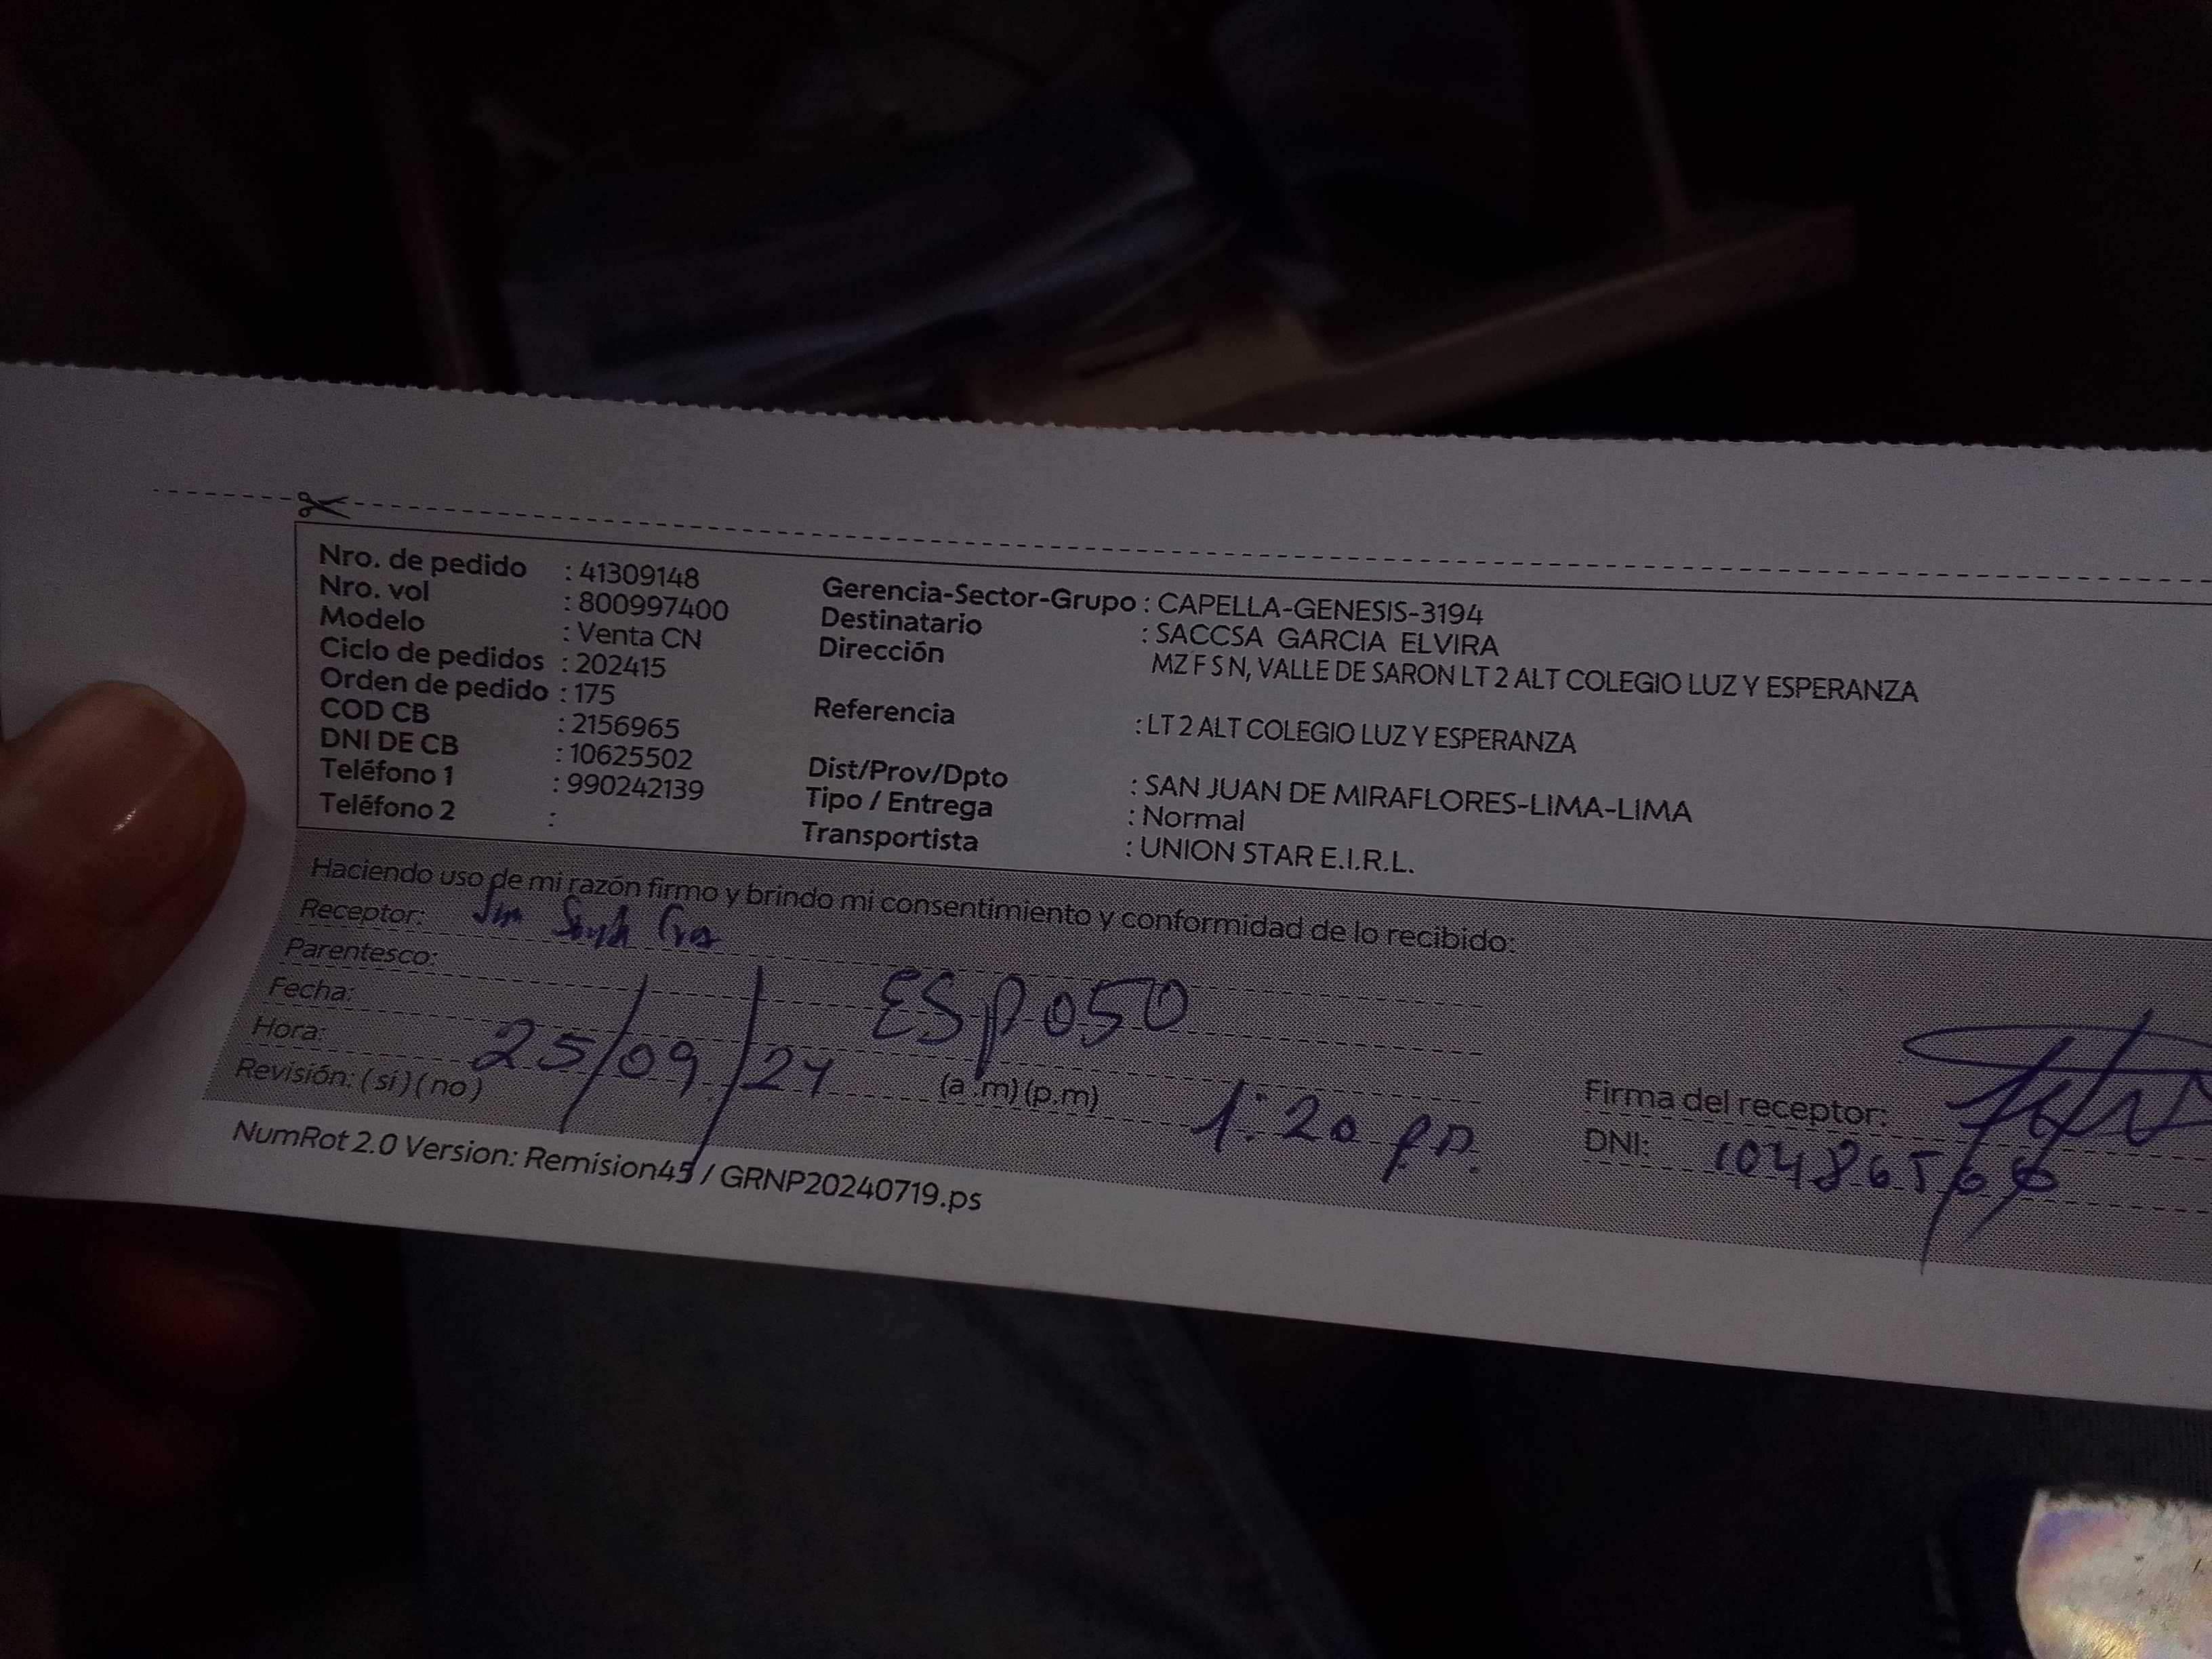 Nro. de pedido : 41309148
Nro. vol : 800997400
Modelo : Venta CN
Ciclo de pedidos : 202415
Orden de pedido : 175
COD CB : 2156965
DNI DE CB : 10625502
Teléfono 1 : 990242139
Teléfono 2 :
Gerencia-Sector-Grupo : CAPELLA-GENESIS-3194
Destinatario : SACCSA GARCIA ELVIRA
Dirección MZ F S N, VALLE DE SARON LT 2 ALT COLEGIO LUZ Y ESPERANZA
Referencia : LT 2 ALT COLEGIO LUZ Y ESPERANZA
Dist/Prov/Dpto : SAN JUAN DE MIRAFLORES-LIMA-LIMA
Tipo / Entrega : Normal
Transportista : UNION STAR E.I.R.L.
Haciendo uso de mi razón firmo y brindo mi consentimiento y conformidad de lo recibido:
Receptor:
Parentesco: ESPOSO
Fecha: 25/09/24
Hora: (a.m)(p.m) 1:20 p.m.
Revisión: (si) (no)
Firma del receptor:
DNI:
NumRot 2.0 Version: Remision45 / GRNP20240719.ps